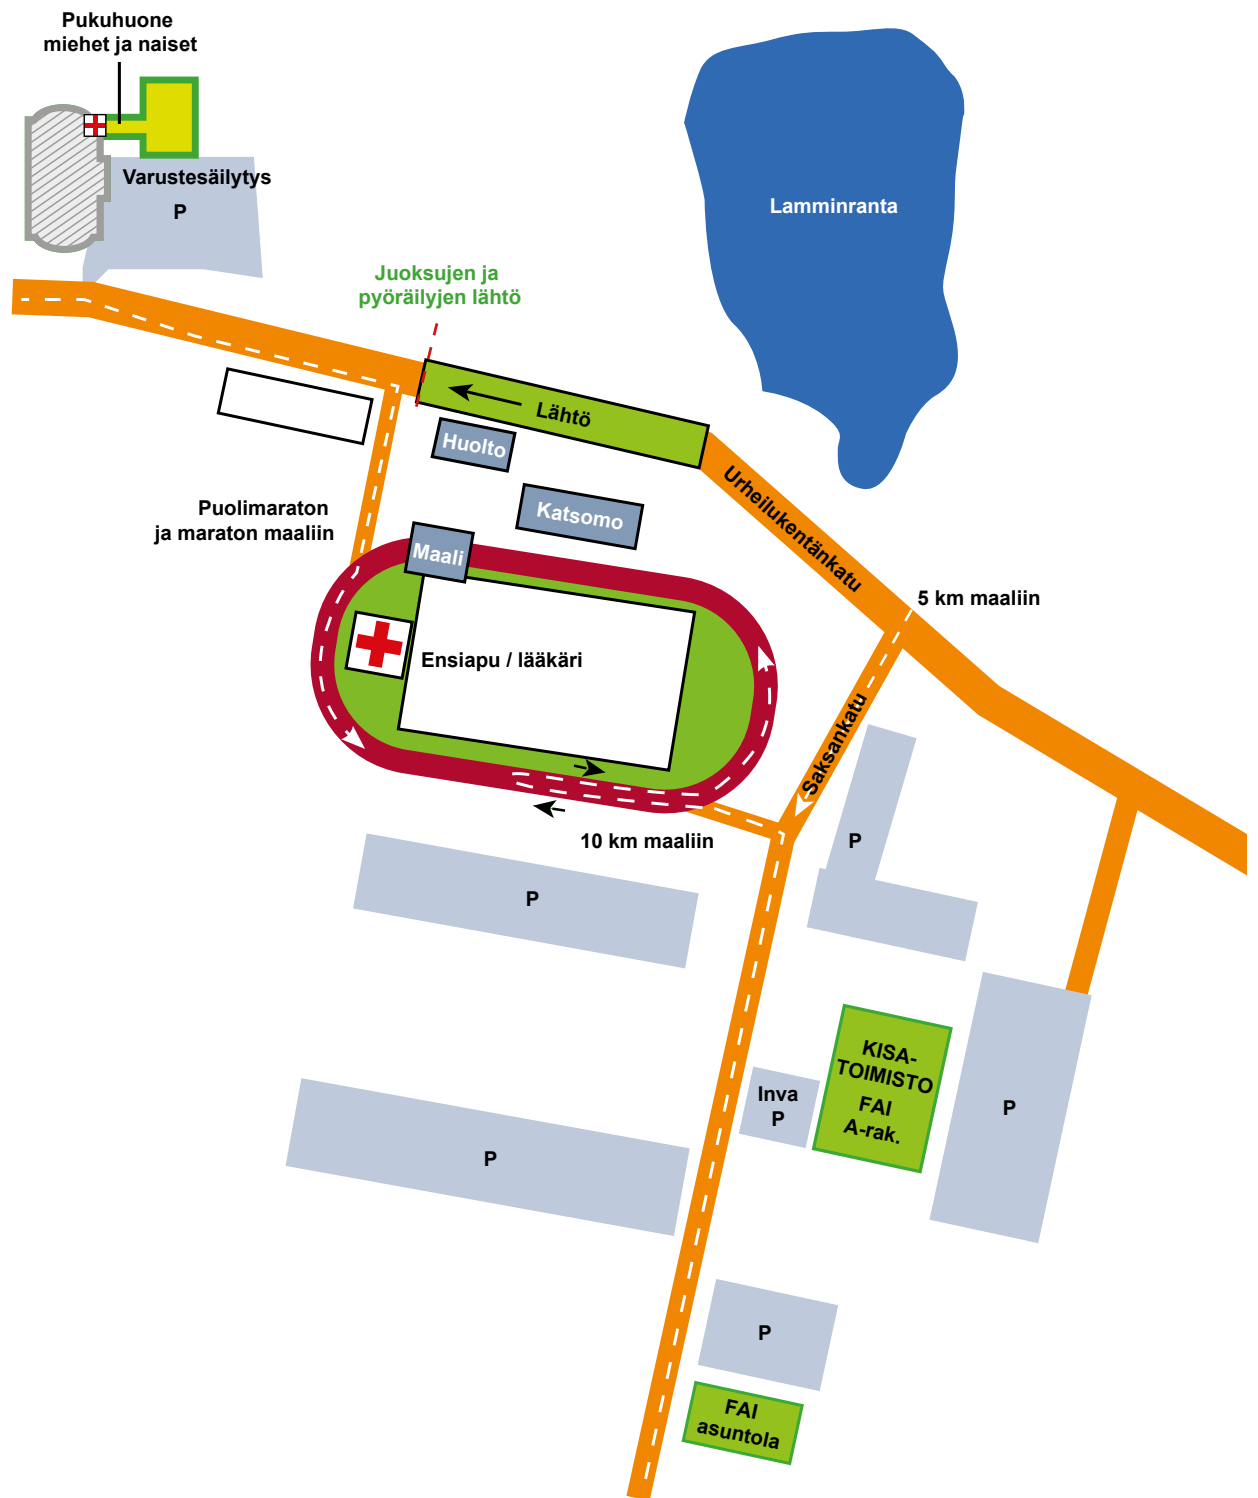 Pukuhuone
miehet ja naiset
Varustesäilytys
P
Lamminranta
Juoksujen ja
pyöräilyjen lähtö
Lähtö
Huolto
Katsomo
Urheilukentänkatu
Puolimaraton
ja maraton maaliin
Maali
5 km maaliin
Ensiapu / lääkäri
Saksankatu
10 km maaliin
P
P
KISA-
TOIMISTO
FAI
A-rak.
Inva
P
P
P
P
FAI
asuntola